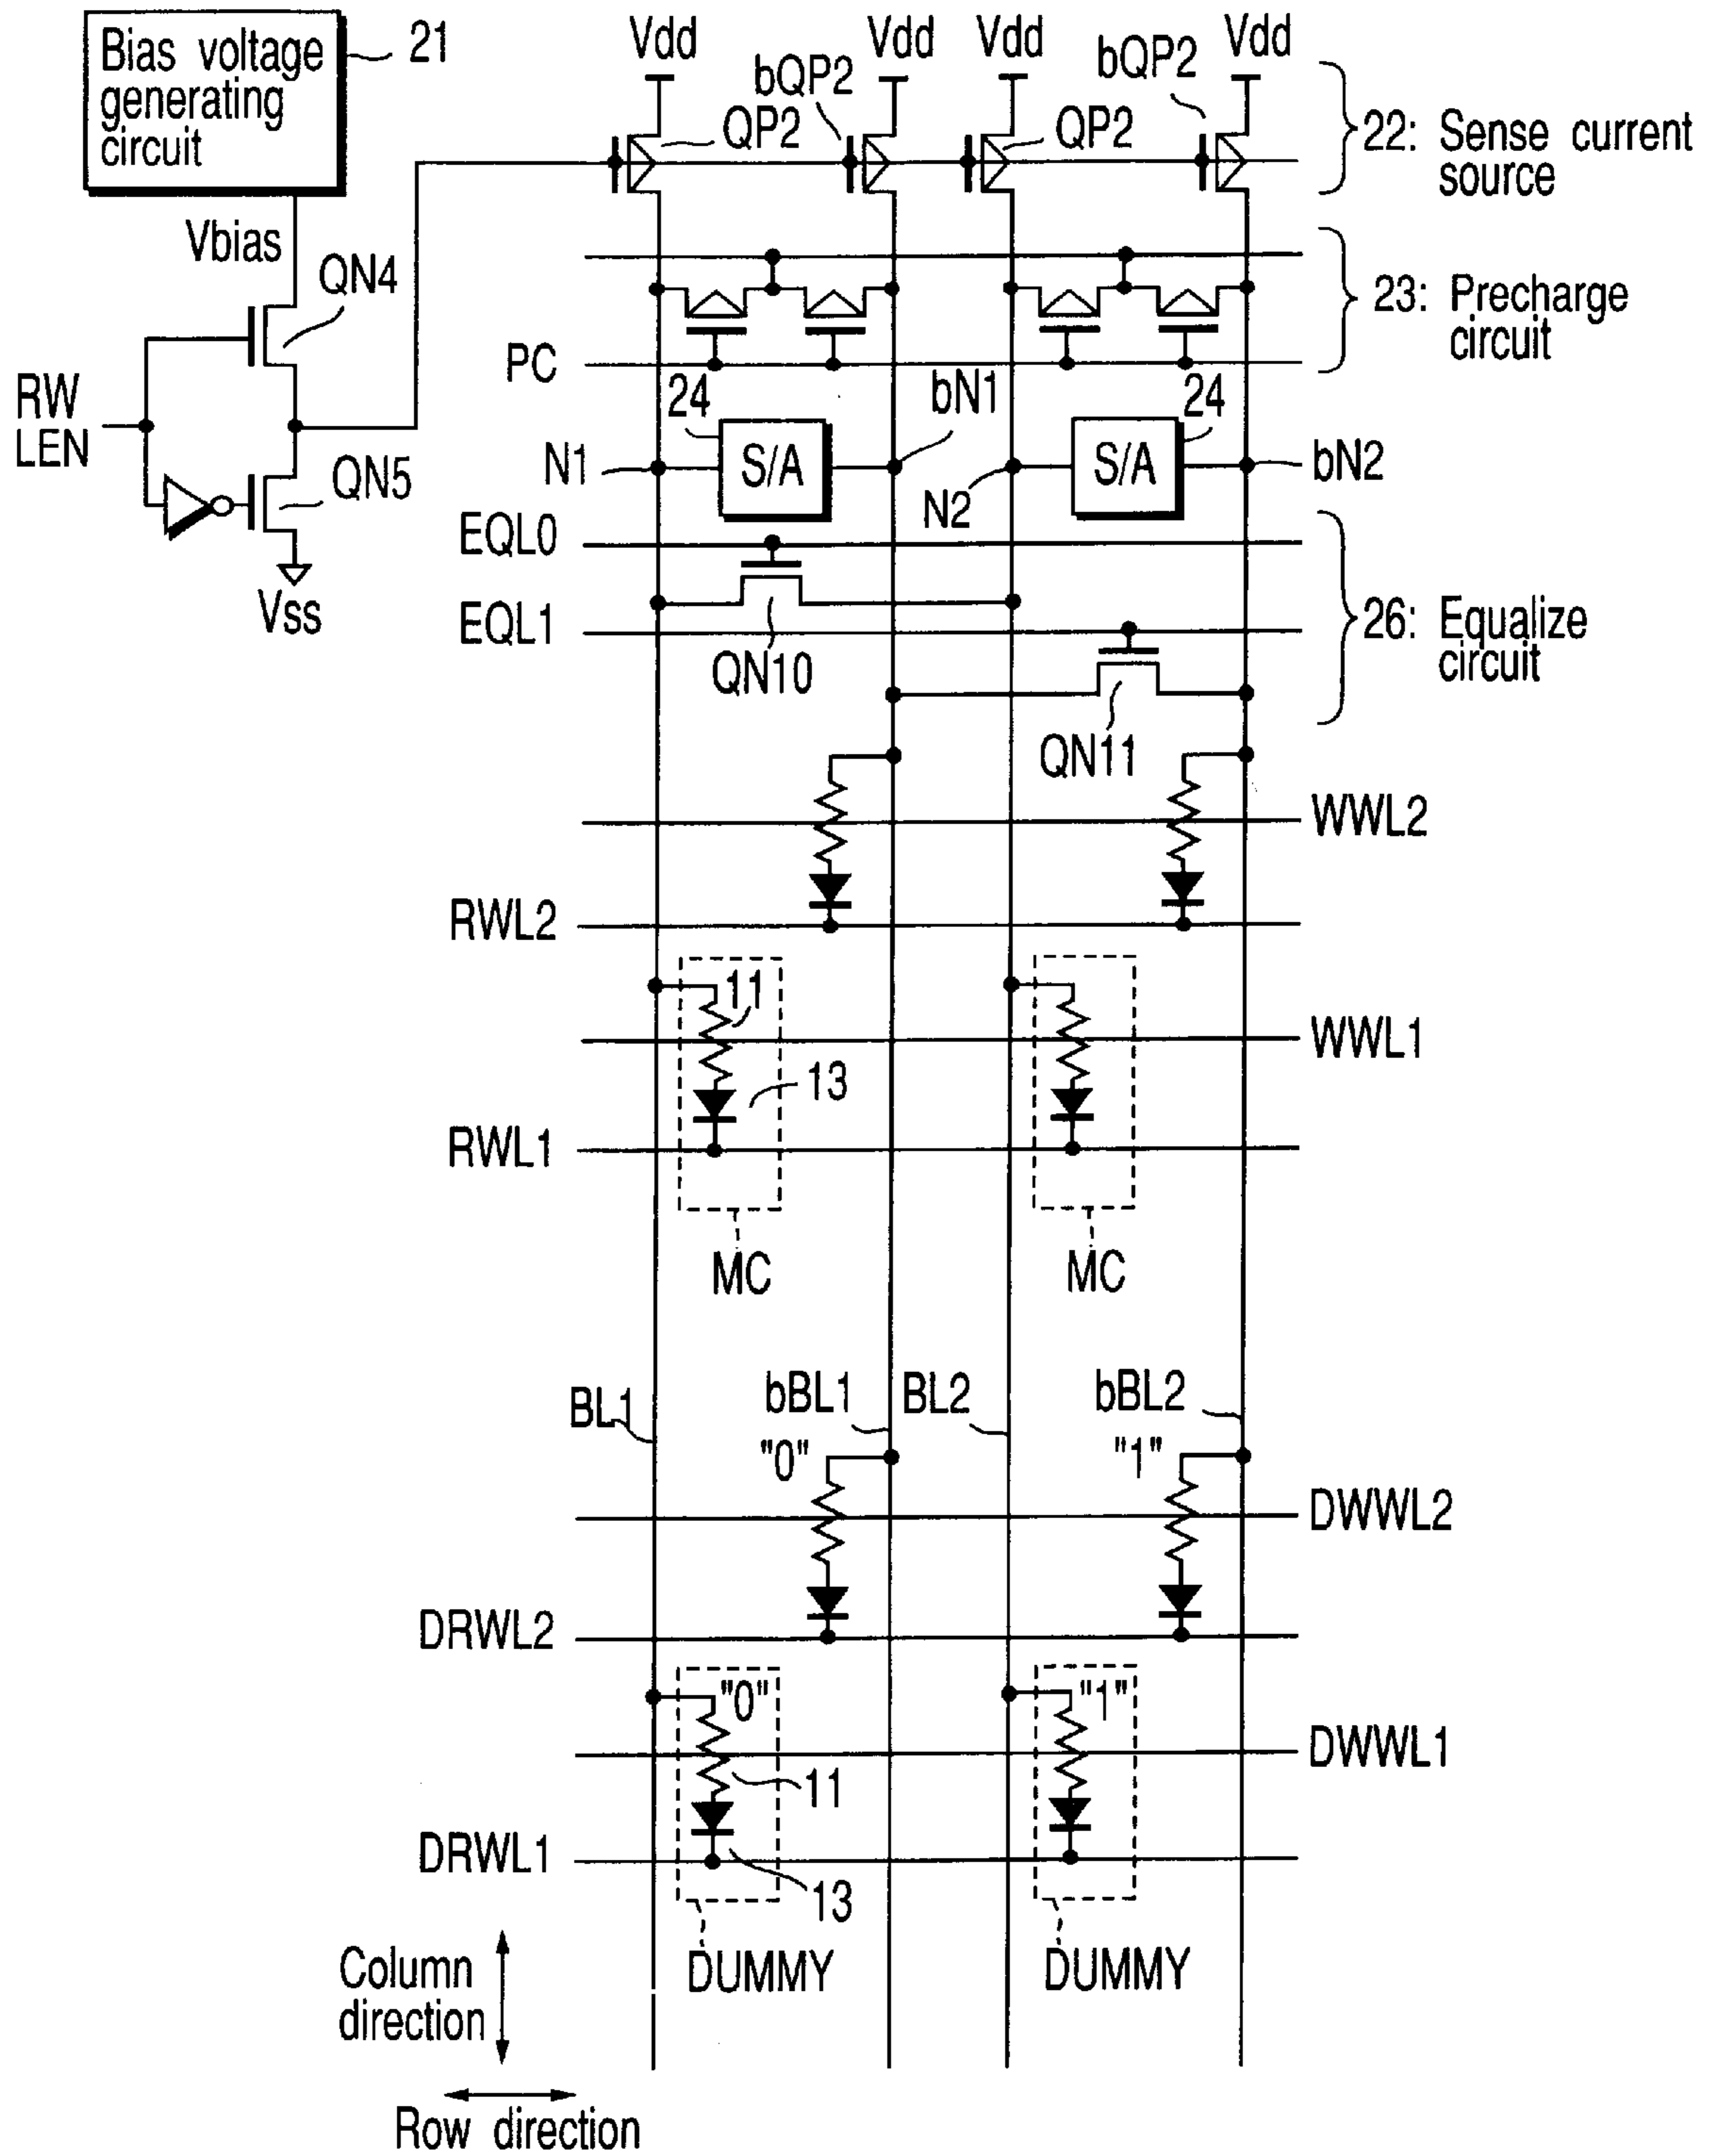 Bias voltage
generating
circuit
21
Vdd
Vdd
Vdd
Vdd
bQP2
QP2
QP2
bQP2
22: Sense current
source
Vbias
QN4
RW
LEN
QN5
Vss
23: Precharge
circuit
PC
24
bN1
24
N1
S/A
S/A
N2
bN2
EQL0
EQL1
QN10
QN11
26: Equalize
circuit
WWL2
RWL2
11
WWL1
13
RWL1
MC
MC
BL1
bBL1
BL2
bBL2
"0"
"1"
DWWL2
DRWL2
"0"
"1"
DWWL1
11
DRWL1
13
DUMMY
DUMMY
Column
direction
Row direction